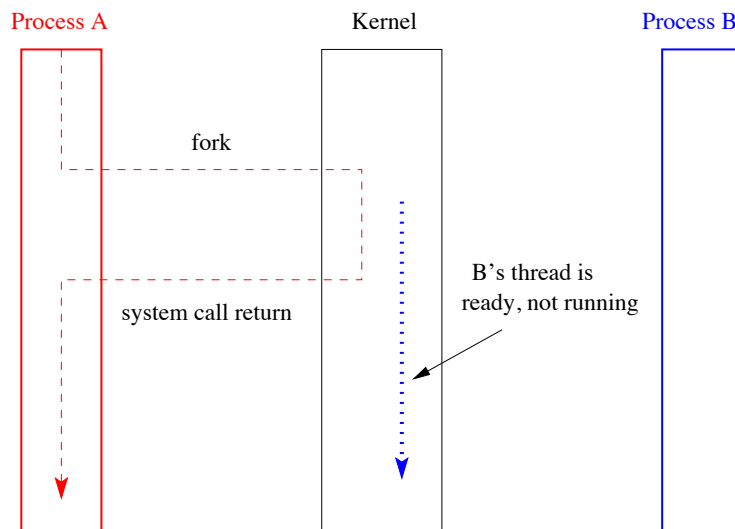 Process A
Kernel
Process B
fork
B's thread is
ready, not running
system call return